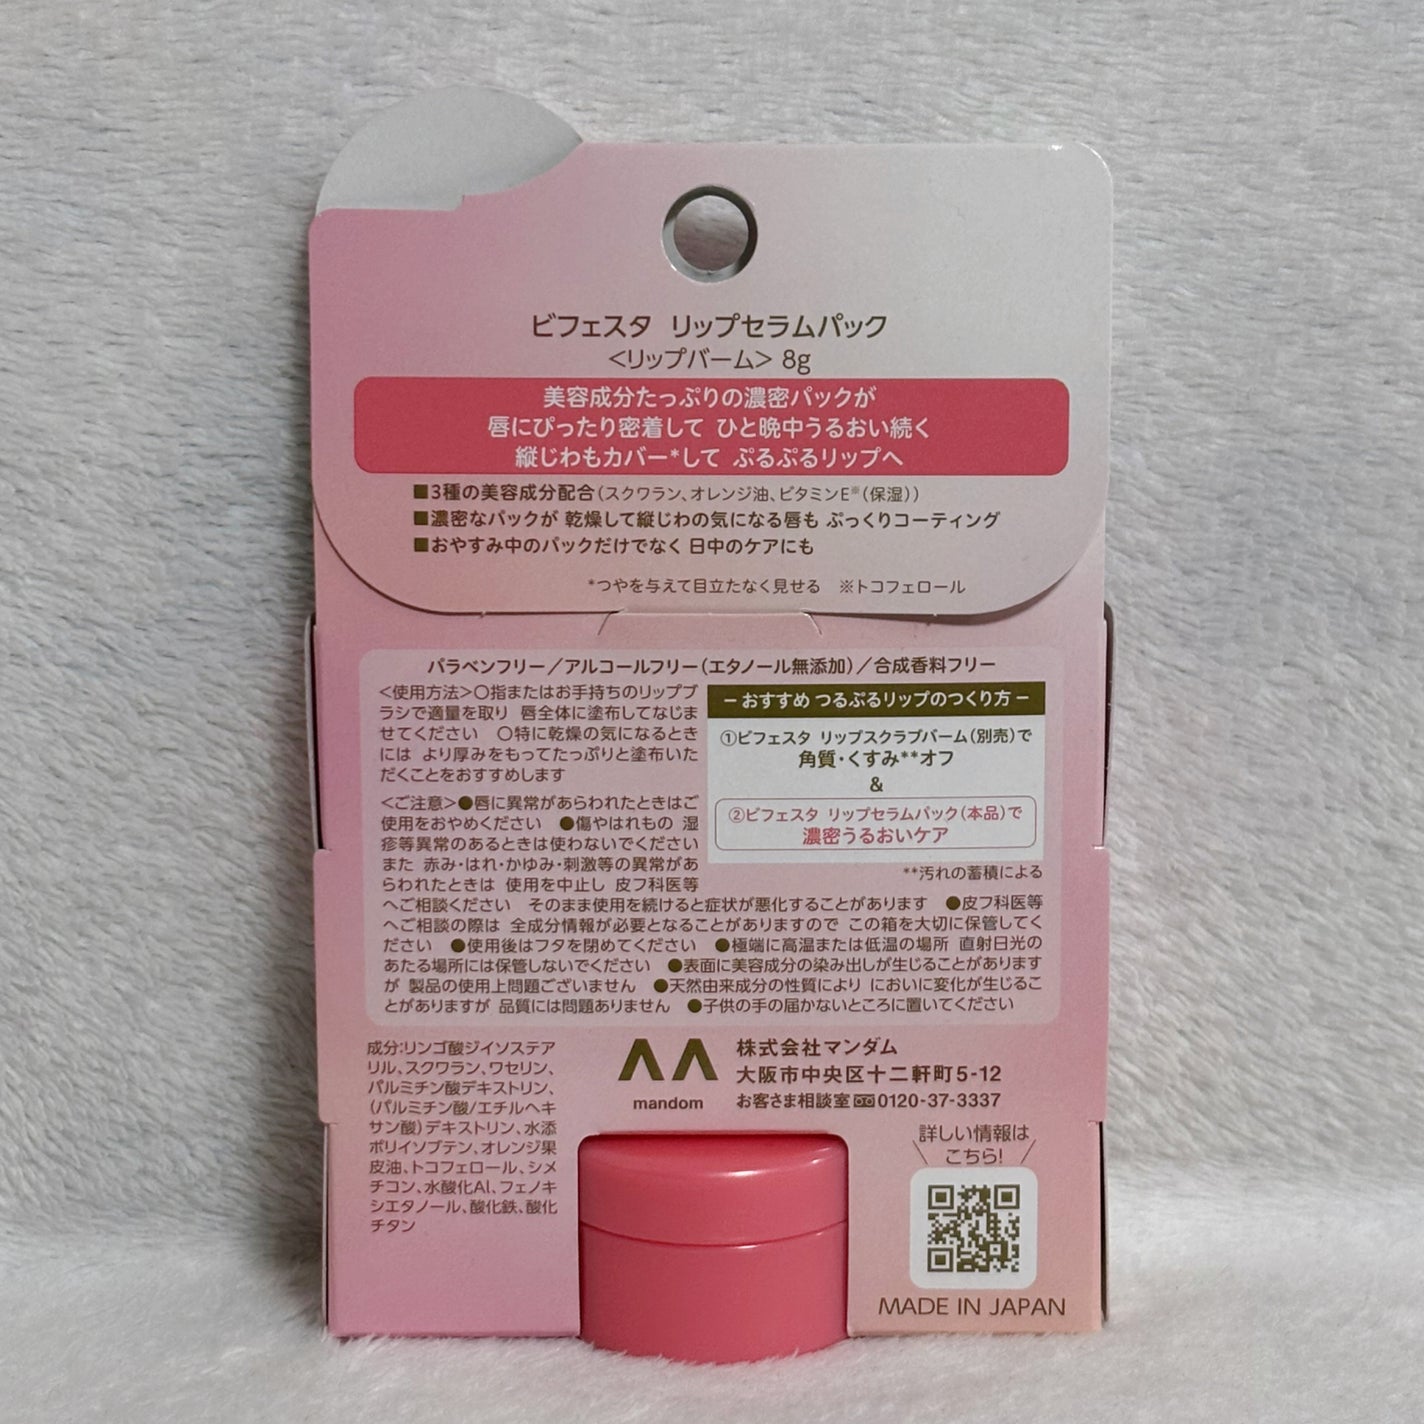 ビフェスタ リップセラムパック
＜リップバーム＞ 8g
美容成分たっぷりの濃密パックが
唇にぴったり密着して ひと晩中うるおい続く
縦じわもカバー*して ぷるぷるリップへ
■3種の美容成分配合（スクワラン、オレンジ油、ビタミンE※（保湿））
■濃密なパックが 乾燥して縦じわの気になる唇も ぷっくりコーティング
■おやすみ中のパックだけでなく 日中のケアにも
*つやを与えて目立たなく見せる ※トコフェロール
パラベンフリー／アルコールフリー（エタノール無添加）／合成香料フリー
＜使用方法＞○指またはお手持ちのリップブ
ラシで適量を取り 唇全体に塗布してなじま
せてください ○特に乾燥の気になるとき
には より厚みをもってたっぷりと塗布いた
だくことをおすすめします
－おすすめ つるぷるリップのつくり方－
①ビフェスタ リップスクラブバーム（別売）で
角質・くすみ**オフ
&
②ビフェスタ リップセラムパック（本品）で
濃密うるおいケア
**汚れの蓄積による
＜ご注意＞●唇に異常があらわれたときはご
使用をおやめください ●傷やはれもの 湿
疹等異常のあるときは使わないでください
また 赤み・はれ・かゆみ・刺激等の異常があ
らわれたときは 使用を中止し 皮フ科医等
へご相談ください そのまま使用を続けると症状が悪化することがあります ●皮フ科医等
へご相談の際は 全成分情報が必要となることがありますので この箱を大切に保管してく
ださい ●使用後はフタを閉めてください ●極端に高温または低温の場所 直射日光の
あたる場所には保管しないでください ●表面に美容成分の染み出しが生じることがあります
が 製品の使用上問題ございません ●天然由来成分の性質により においに変化が生じるこ
とがありますが 品質には問題ありません ●子供の手の届かないところに置いてください
成分：リンゴ酸ジイソステア
リル、スクワラン、ワセリン、
パルミチン酸デキストリン、
（パルミチン酸/エチルヘキ
サン酸）デキストリン、水添
ポリイソブテン、オレンジ果
皮油、トコフェロール、シメ
チコン、水酸化Al、フェノキ
シエタノール、酸化鉄、酸化
チタン
mandom
株式会社マンダム
大阪市中央区十二軒町5-12
お客さま相談室 0120-37-3337
詳しい情報は
こちら!
MADE IN JAPAN